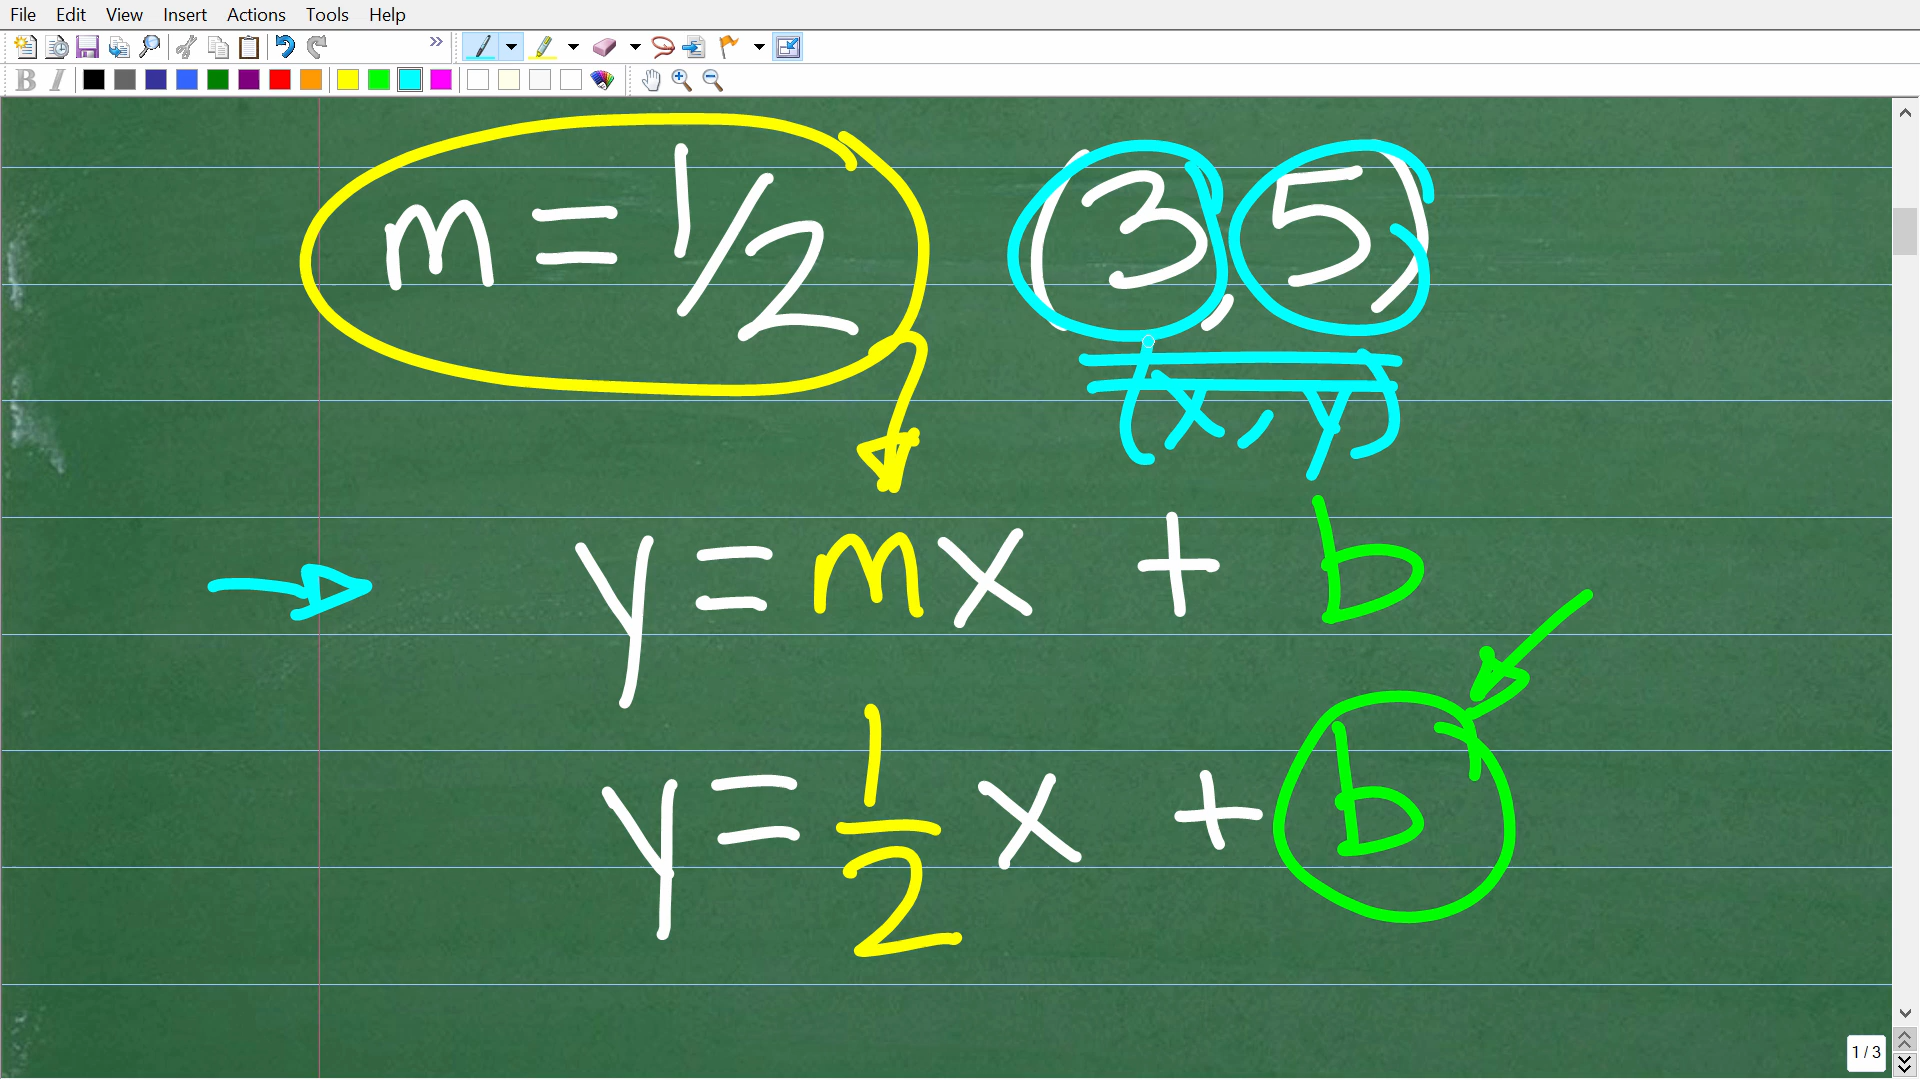 File Edit View Insert Actions Tools Help
B I
m = 1/2 (3,5)
(x,y)
y = mx + b
y = 1/2 x + b
1 / 3